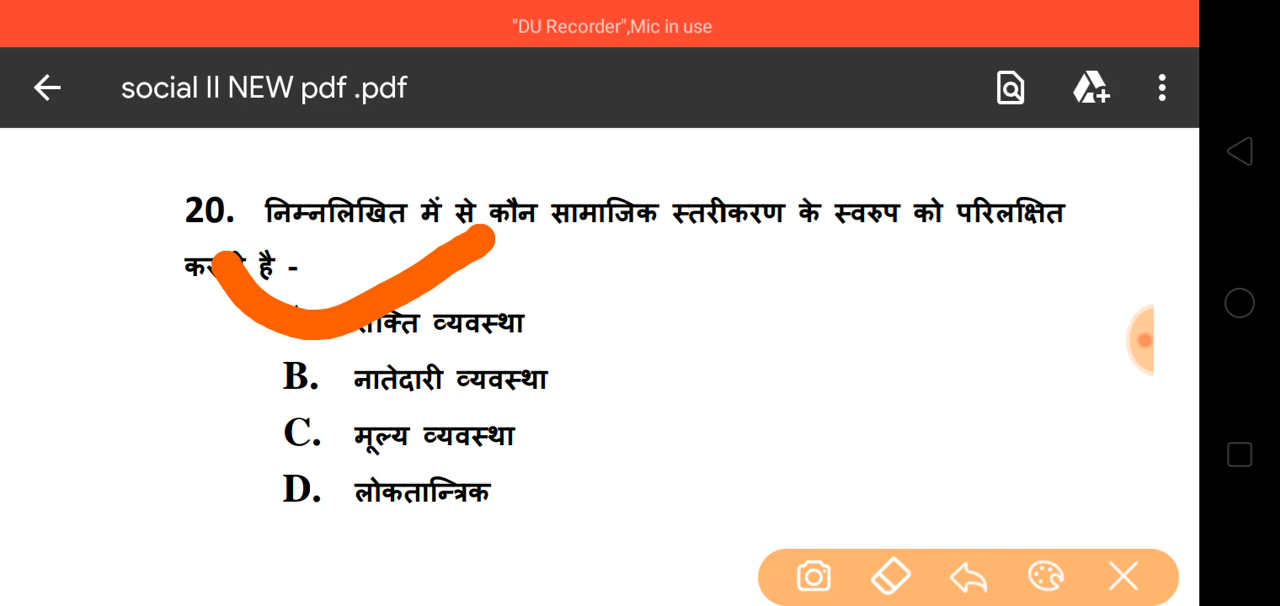 "DU Recorder",Mic in use
social II NEW pdf .pdf
20. निम्नलिखित में से कौन सामाजिक स्तरीकरण के स्वरुप को परिलक्षित
है -
व्यवस्था
B. नातेदारी व्यवस्था
C. मूल्य व्यवस्था
D. लोकतान्त्रिक